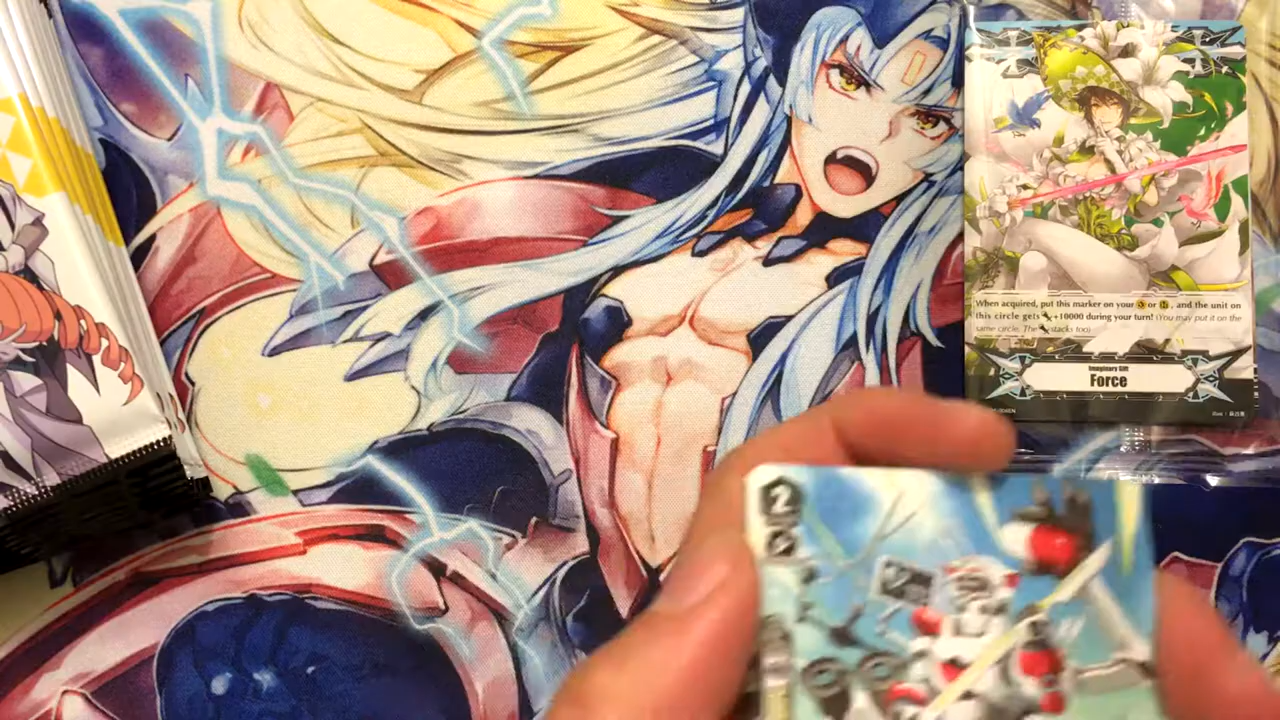 When acquired, put this marker on your or , and the unit on
this circle gets +10000 during your turn! (You may put it on the
same circle. The stacks too)
Imaginary Gift
Force
2